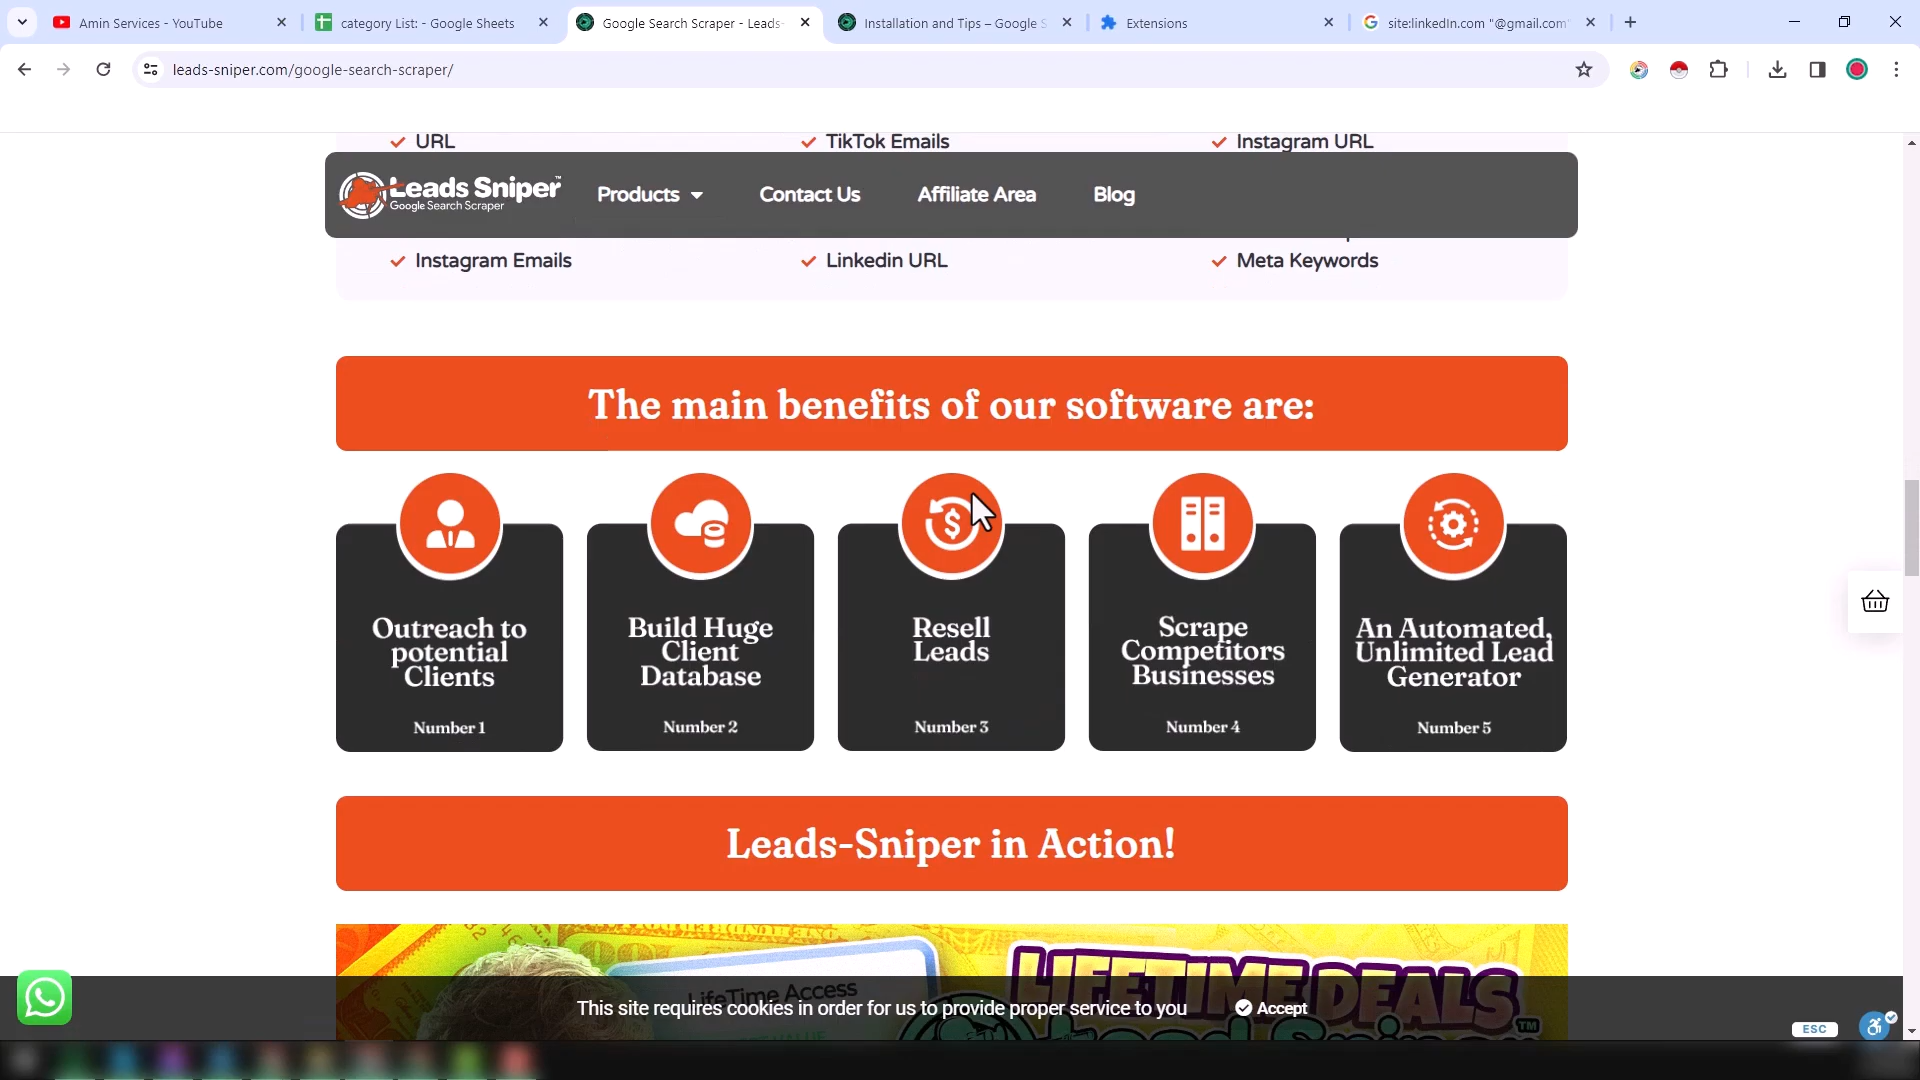 Amin Services - YouTube
category List: - Google Sheets
Google Search Scraper - Leads-
Installation and Tips – Google S
Extensions
site:linkedIn.com "@gmail.com"
leads-sniper.com/google-search-scraper/
URL
TikTok Emails
Instagram URL
Leads Sniper™
Google Search Scraper
Products
Contact Us
Affiliate Area
Blog
Instagram Emails
Linkedin URL
Meta Keywords
The main benefits of our software are:
Outreach to
potential
Clients
Number 1
Build Huge
Client
Database
Number 2
Resell
Leads
Number 3
Scrape
Competitors
Businesses
Number 4
An Automated,
Unlimited Lead
Generator
Number 5
Leads-Sniper in Action!
LifeTime Access
LIFETIME DEALS
This site requires cookies in order for us to provide proper service to you
Accept
ESC